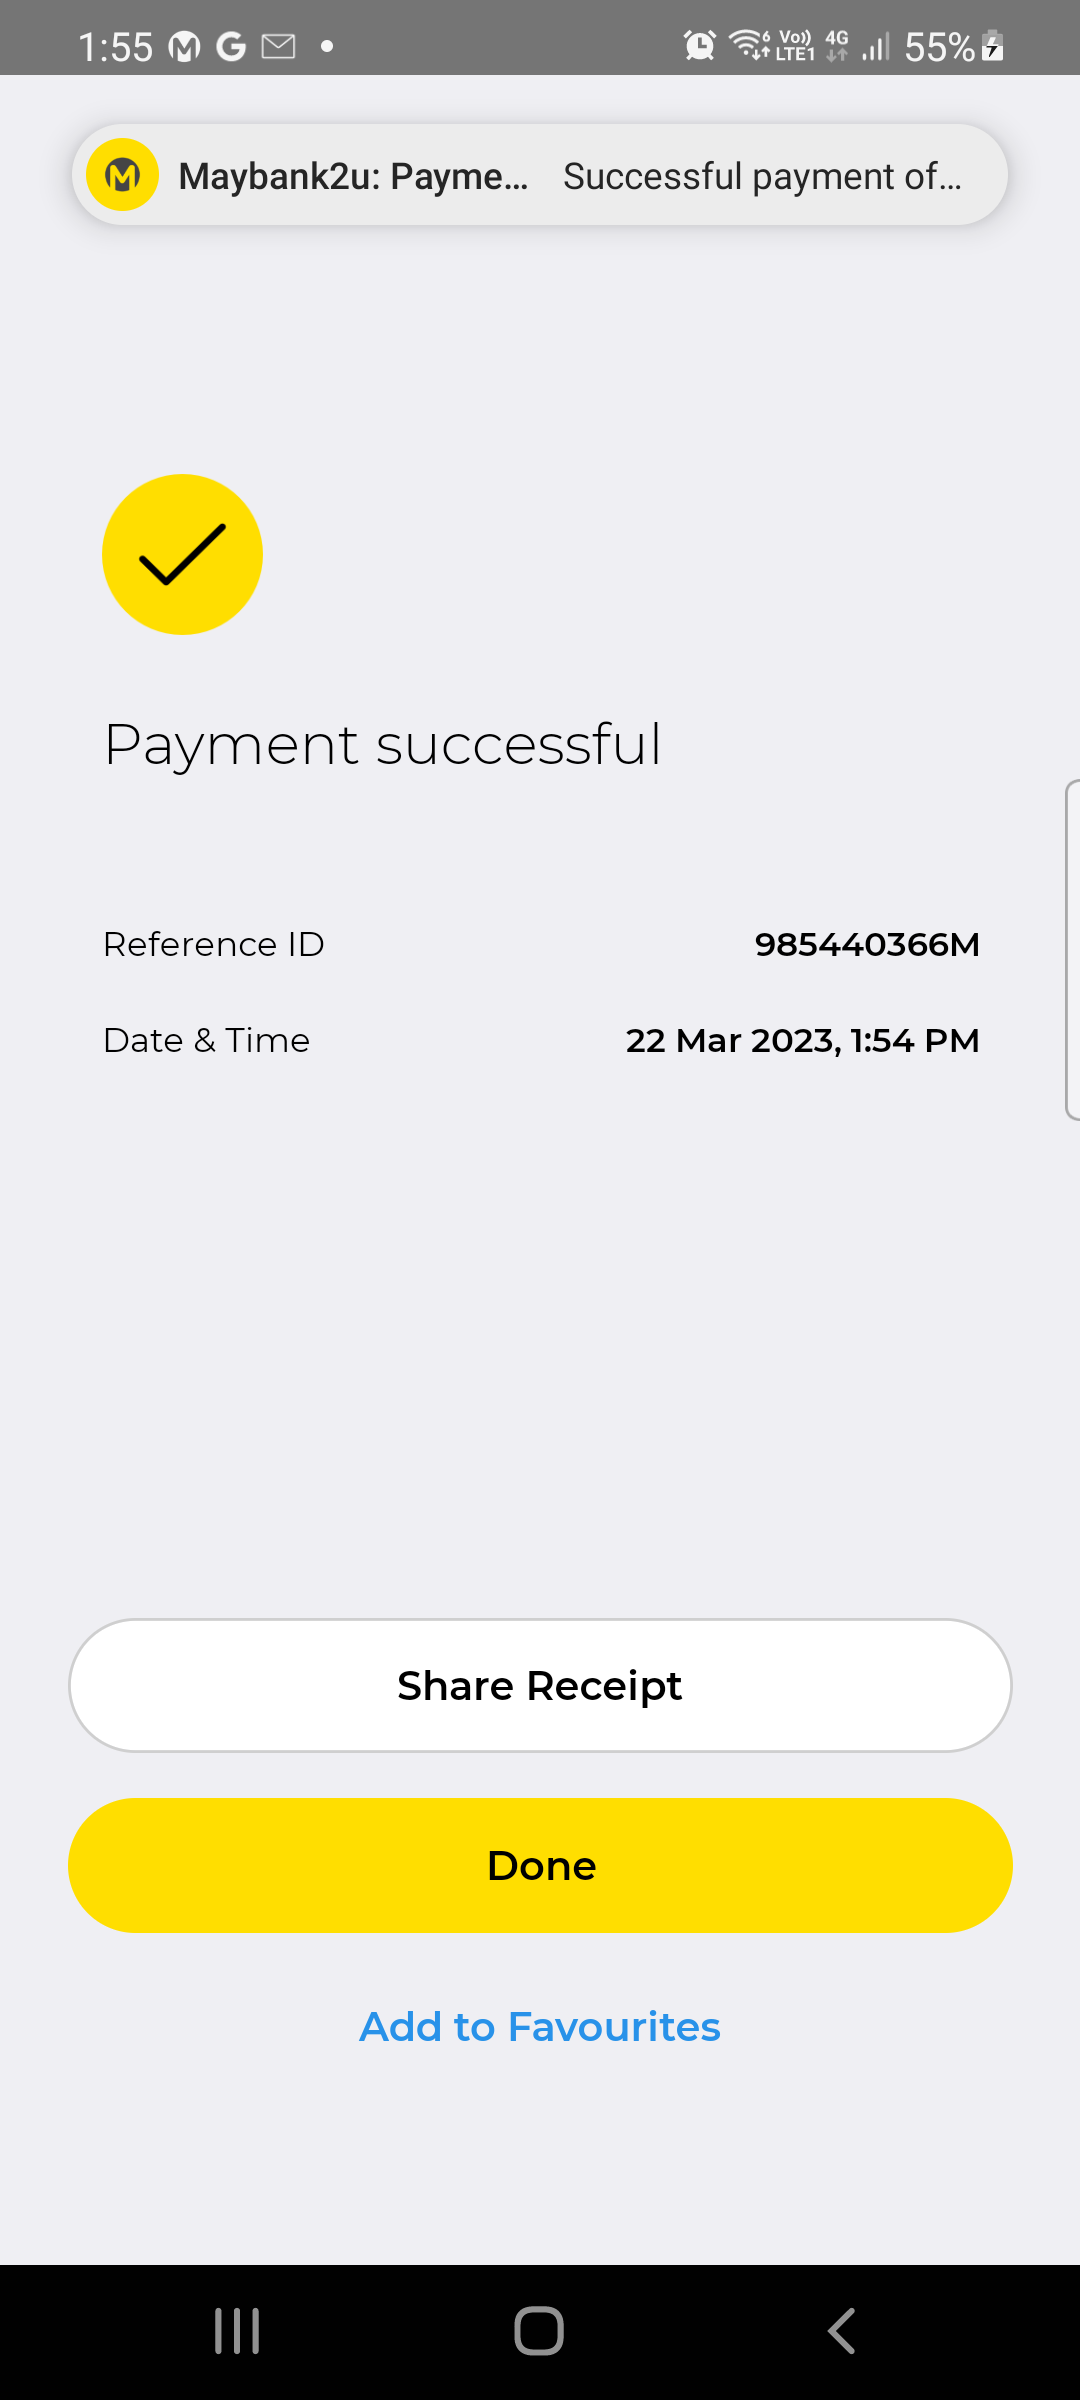 1:55 Vo)) 4G 55%
LTE1
Maybank2u: Payme... Successful payment of...
Payment successful
Reference ID 985440366M
Date & Time 22 Mar 2023, 1:54 PM
Share Receipt
Done
Add to Favourites